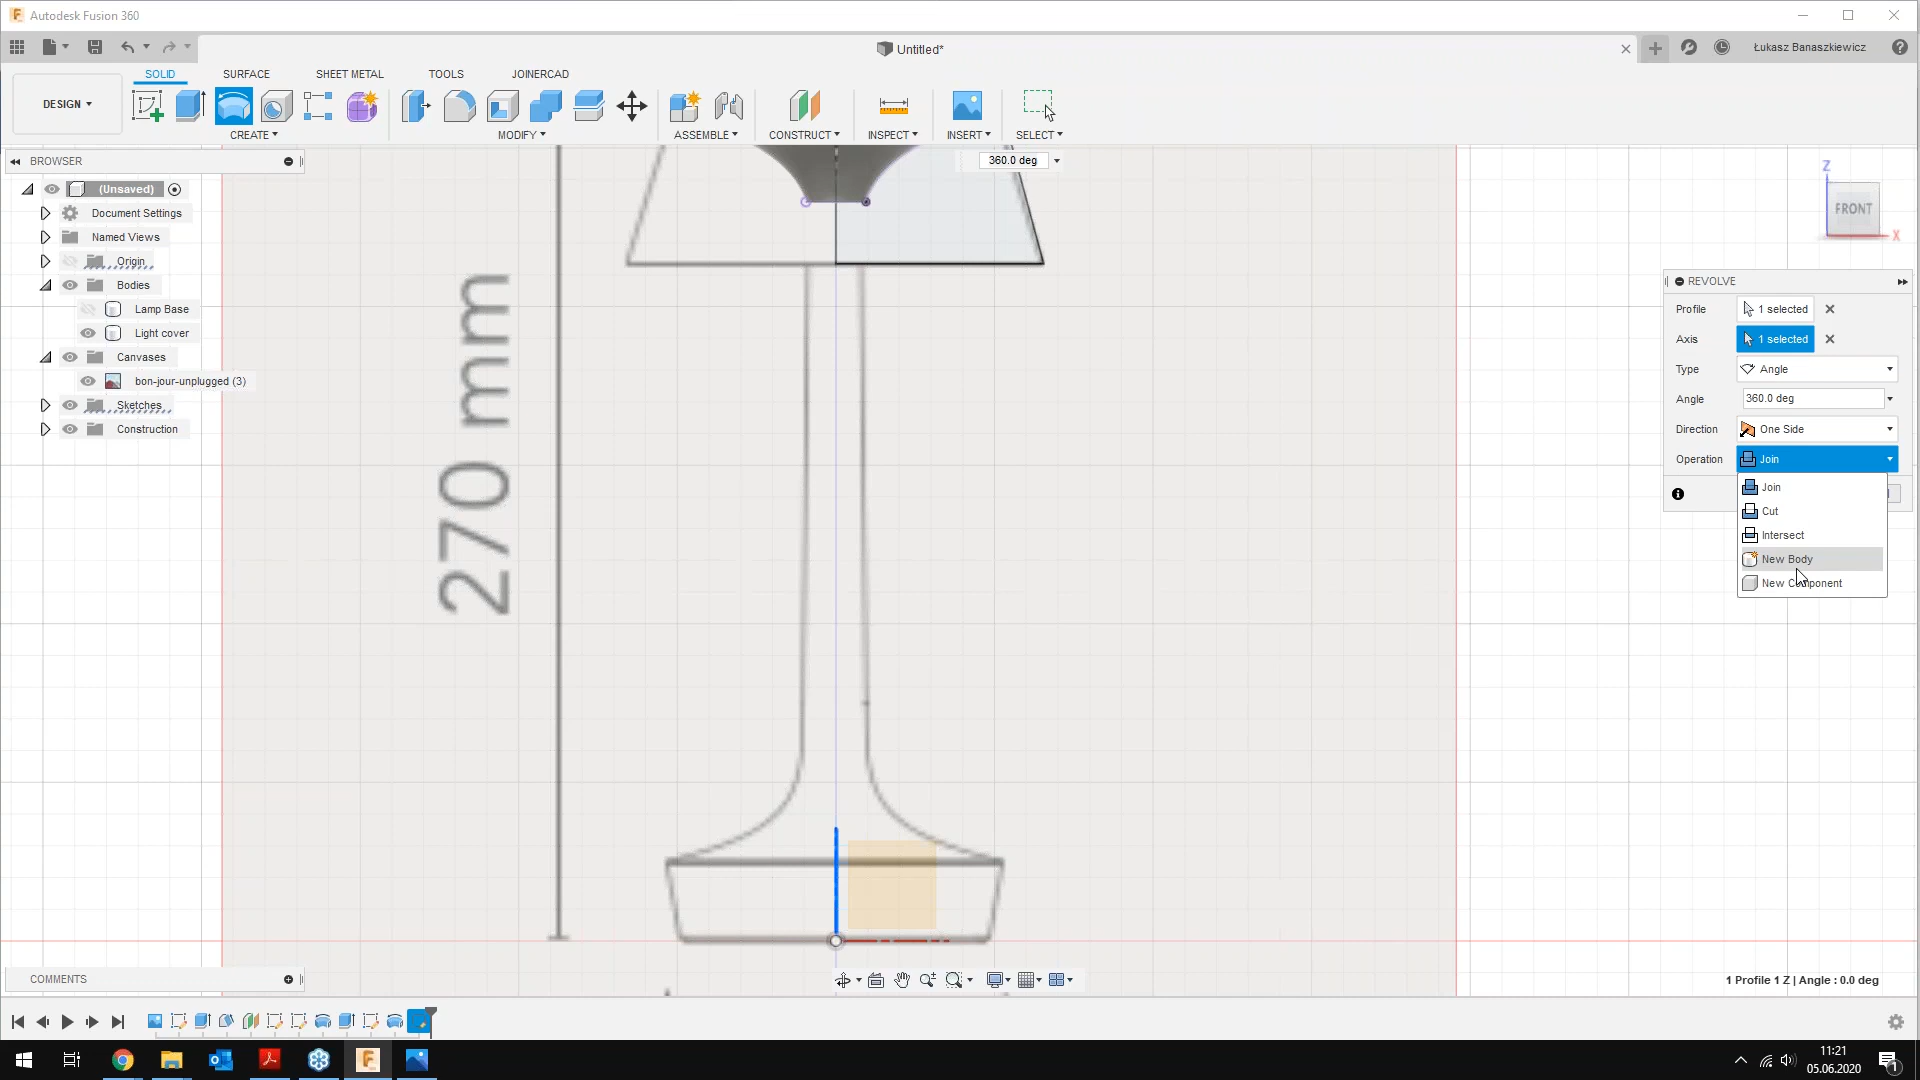 Autodesk Fusion 360
Untitled*
Łukasz Banaszkiewicz
SOLID
SURFACE
SHEET METAL
TOOLS
JOINERCAD
DESIGN
CREATE
MODIFY
ASSEMBLE
CONSTRUCT
INSPECT
INSERT
SELECT
BROWSER
360.0 deg
(Unsaved)
Document Settings
Named Views
Origin
Bodies
Lamp Base
Light cover
Canvases
bon-jour-unplugged (3)
Sketches
Construction
270 mm
Z
FRONT
X
REVOLVE
Profile
1 selected
Axis
1 selected
Type
Angle
Angle
360.0 deg
Direction
One Side
Operation
Join
Join
Cut
Intersect
New Body
New Component
COMMENTS
1 Profile 1 Z | Angle : 0.0 deg
11:21
05.06.2020
1